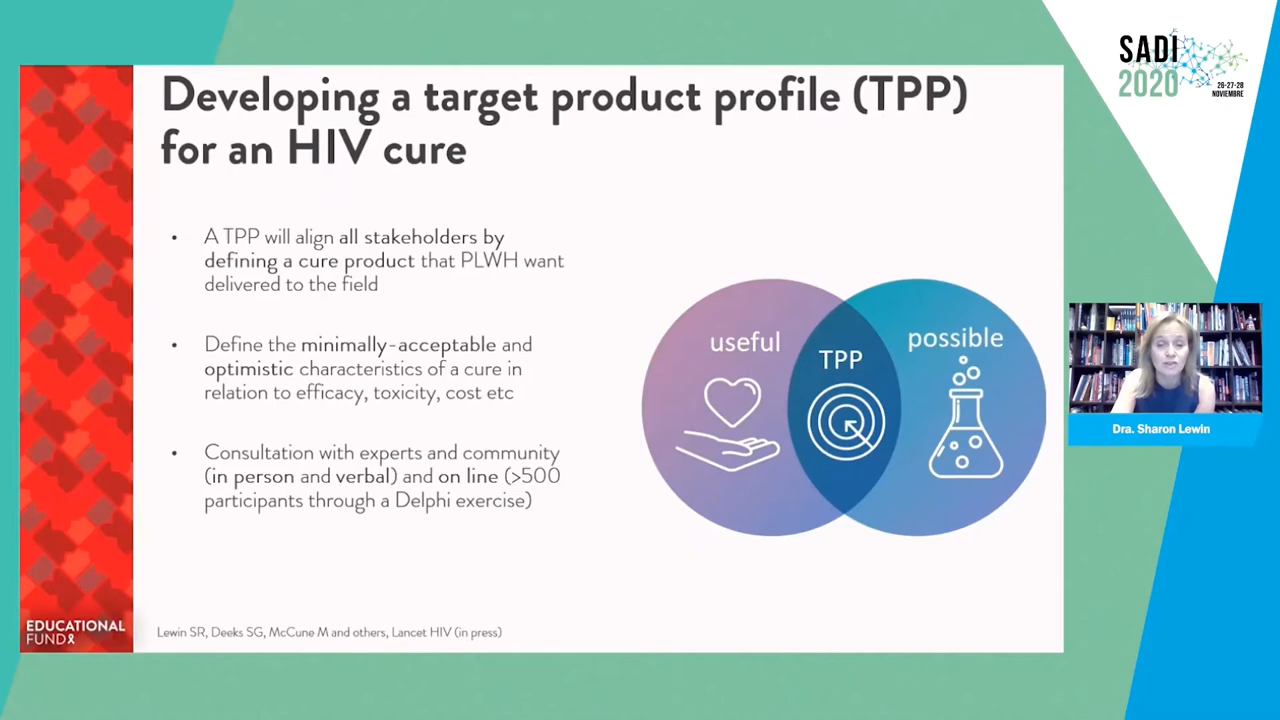 SADI
2020
26-27-28
NOVIEMBRE
Developing a target product profile (TPP)
for an HIV cure
• A TPP will align all stakeholders by
defining a cure product that PLWH want
delivered to the field
• Define the minimally-acceptable and
optimistic characteristics of a cure in
relation to efficacy, toxicity, cost etc
• Consultation with experts and community
(in person and verbal) and on line (>500
participants through a Delphi exercise)
useful
TPP
possible
Dra. Sharon Lewin
EDUCATIONAL
FUND
Lewin SR, Deeks SG, McCune M and others, Lancet HIV (in press)